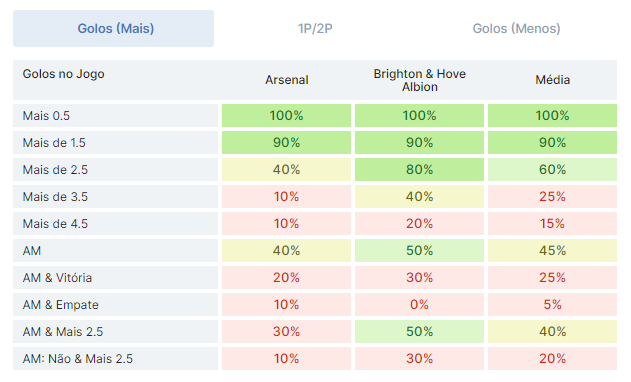 Golos (Mais) 1P/2P Golos (Menos)
Golos no Jogo Arsenal Brighton & Hove Albion Média
Mais 0.5 100% 100% 100%
Mais de 1.5 90% 90% 90%
Mais de 2.5 40% 80% 60%
Mais de 3.5 10% 40% 25%
Mais de 4.5 10% 20% 15%
AM 40% 50% 45%
AM & Vitória 20% 30% 25%
AM & Empate 10% 0% 5%
AM & Mais 2.5 30% 50% 40%
AM: Não & Mais 2.5 10% 30% 20%